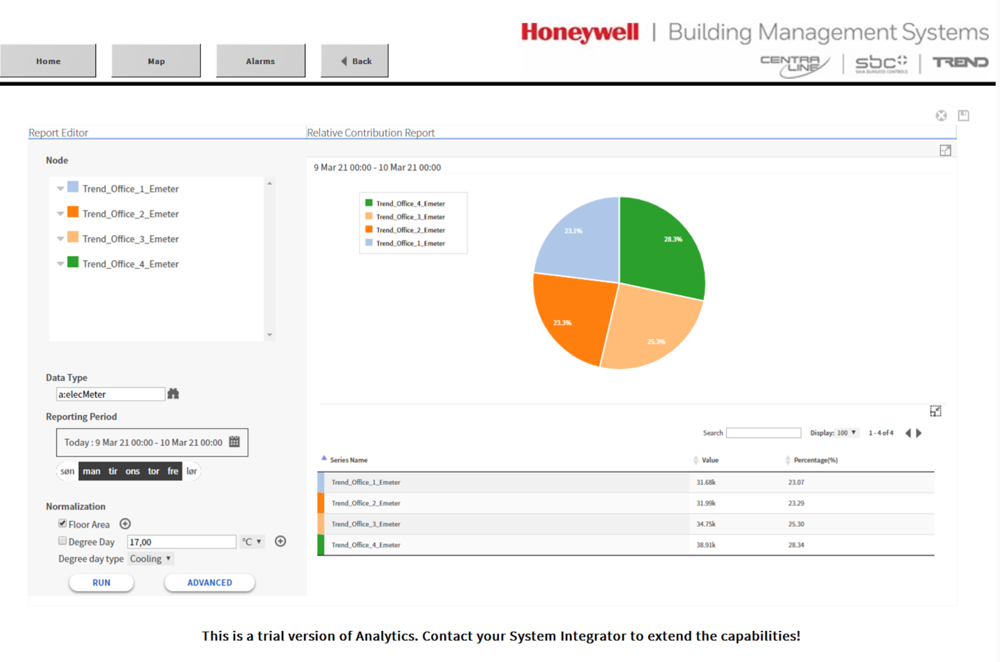 Honeywell | Building Management Systems
Home
Map
Alarms
Back
CENTRA LINE | sbc | TREND
SAIA BURGESS CONTROLS
Report Editor
Relative Contribution Report
Node
Trend_Office_1_Emeter
Trend_Office_2_Emeter
Trend_Office_3_Emeter
Trend_Office_4_Emeter
Data Type
a:elecMeter
Reporting Period
Today : 9 Mar 21 00:00 - 10 Mar 21 00:00
søn man tir ons tor fre lør
Normalization
Floor Area
Degree Day 17,00 °C
Degree day type Cooling
RUN ADVANCED
9 Mar 21 00:00 - 10 Mar 21 00:00
Trend_Office_4_Emeter
Trend_Office_3_Emeter
Trend_Office_2_Emeter
Trend_Office_1_Emeter
23.1%
28.3%
23.3%
25.3%
Search Display: 100 1 - 4 of 4
Series Name Value Percentage(%)
Trend_Office_1_Emeter 31.68k 23.07
Trend_Office_2_Emeter 31.99k 23.29
Trend_Office_3_Emeter 34.75k 25.30
Trend_Office_4_Emeter 38.91k 28.34
This is a trial version of Analytics. Contact your System Integrator to extend the capabilities!